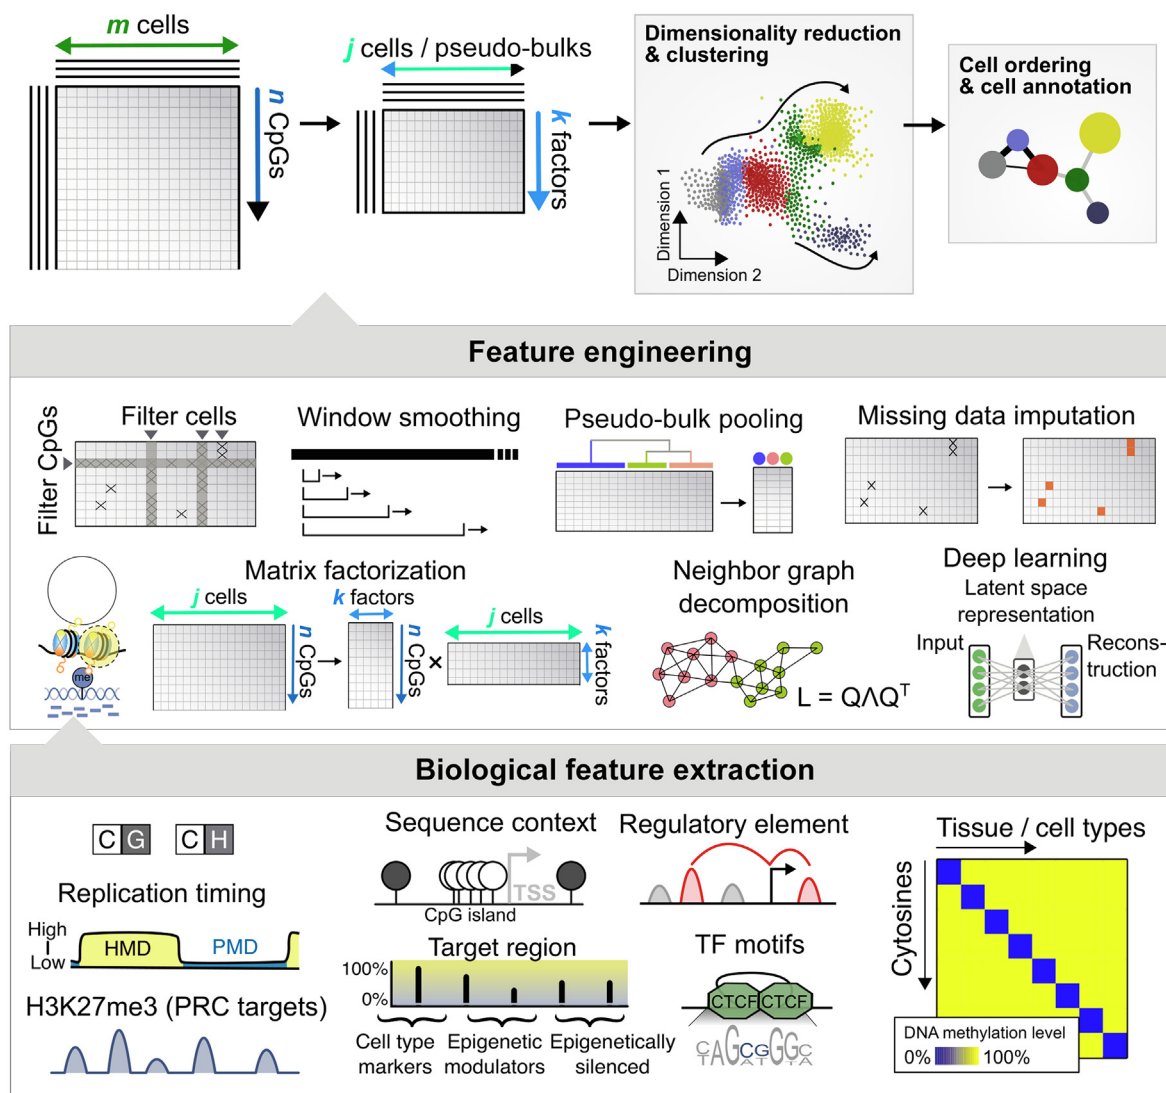 m cells
n CpGs
j cells / pseudo-bulks
k factors
Dimensionality reduction
& clustering
Dimension 1
Dimension 2
Cell ordering
& cell annotation
Feature engineering
Filter cells
Filter CpGs
Window smoothing
Pseudo-bulk pooling
Missing data imputation
me
Matrix factorization
j cells
n CpGs
k factors
n CpGs
×
j cells
k factors
Neighbor graph
decomposition
L = QΛQᵀ
Deep learning
Latent space
representation
Input
Recons-
truction
Biological feature extraction
C G
C H
Replication timing
High
Low
HMD
PMD
H3K27me3 (PRC targets)
Sequence context
TSS
CpG island
Target region
100%
0%
Cell type
markers
Epigenetic
modulators
Epigenetically
silenced
Regulatory element
TF motifs
CTCF CTCF
Tissue / cell types
Cytosines
DNA methylation level
0%
100%